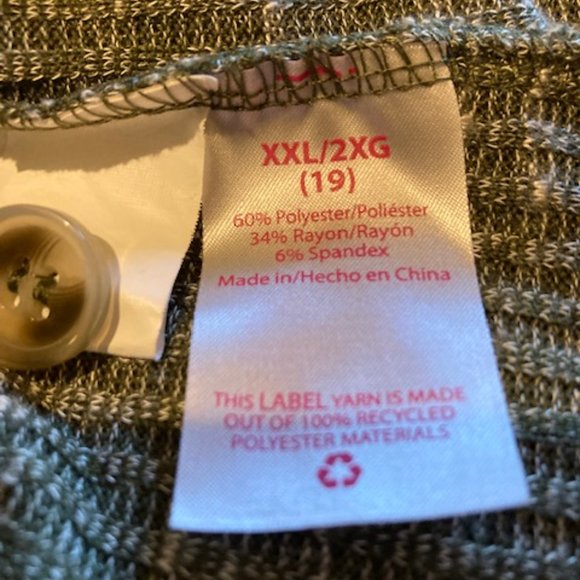 XXL/2XG
(19)
60% Polyester/Poliéster
34% Rayon/Rayón
6% Spandex
Made in/Hecho en China
THIS LABEL YARN IS MADE
OUT OF 100% RECYCLED
POLYESTER MATERIALS